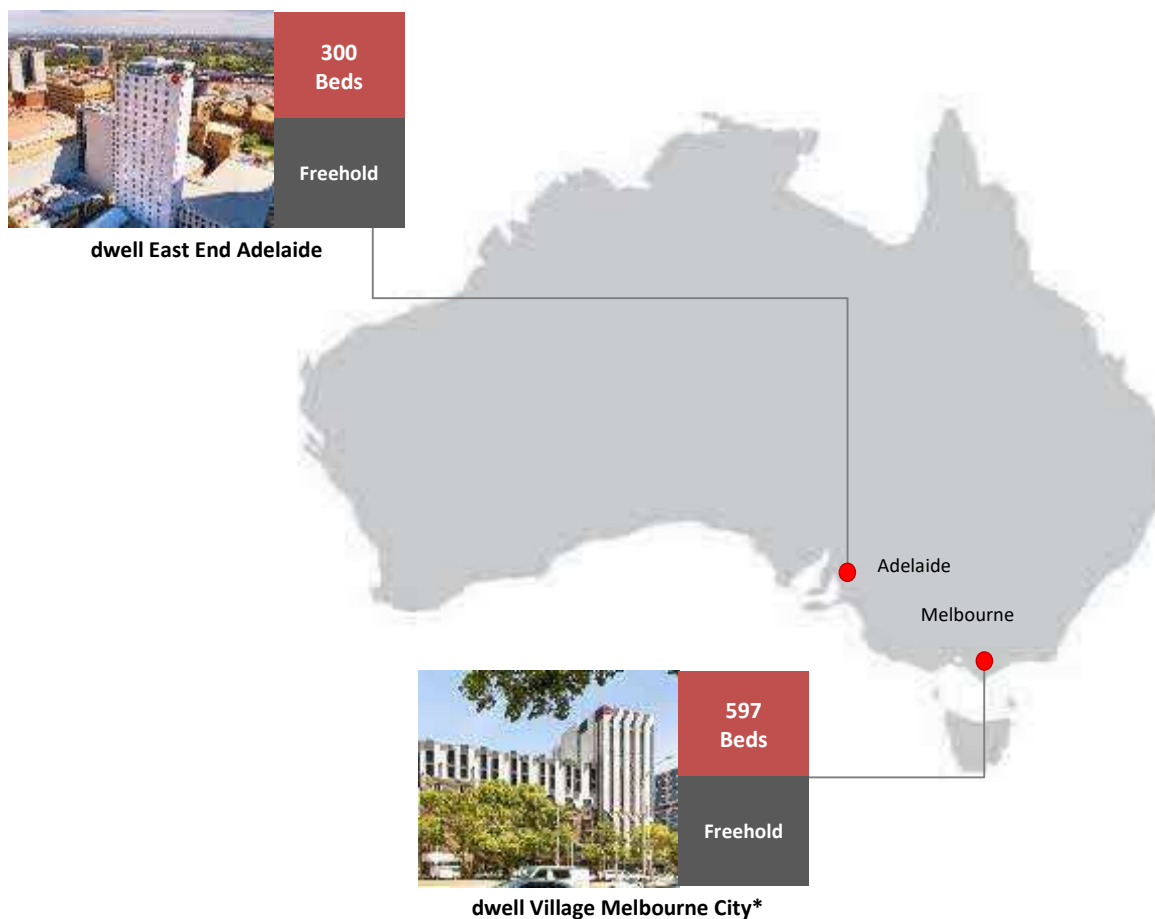 300
Beds
Freehold
dwell East End Adelaide
Adelaide
Melbourne
597
Beds
Freehold
dwell Village Melbourne City*